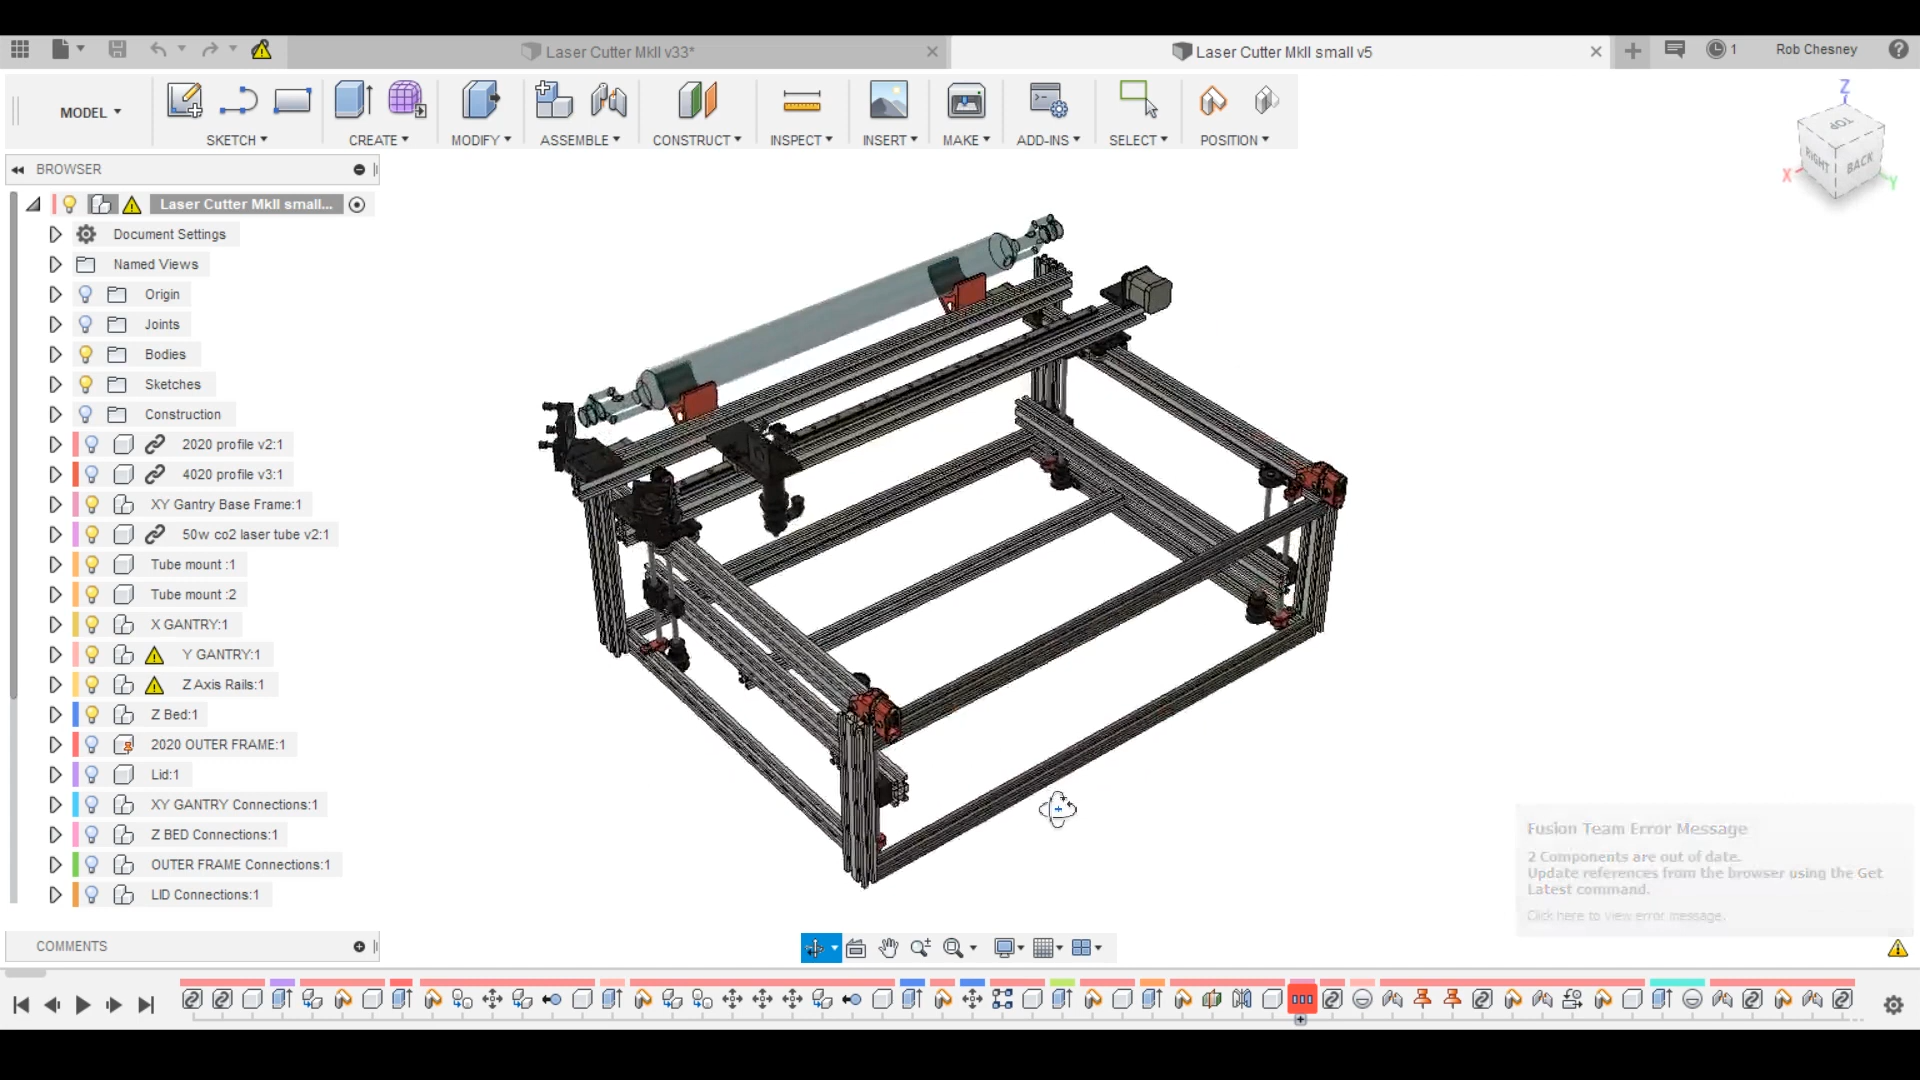 Laser Cutter MkII v33*
Laser Cutter MkII small v5
1
Rob Chesney
MODEL
SKETCH
CREATE
MODIFY
ASSEMBLE
CONSTRUCT
INSPECT
INSERT
MAKE
ADD-INS
SELECT
POSITION
Z
TOP
RIGHT
BACK
X
Y
BROWSER
Laser Cutter MkII small...
Document Settings
Named Views
Origin
Joints
Bodies
Sketches
Construction
2020 profile v2:1
4020 profile v3:1
XY Gantry Base Frame:1
50w co2 laser tube v2:1
Tube mount :1
Tube mount :2
X GANTRY:1
Y GANTRY:1
Z Axis Rails:1
Z Bed:1
2020 OUTER FRAME:1
Lid:1
XY GANTRY Connections:1
Z BED Connections:1
OUTER FRAME Connections:1
LID Connections:1
Fusion Team Error Message
2 Components are out of date.
Update references from the browser using the Get
Latest command.
Click here to view error message.
COMMENTS